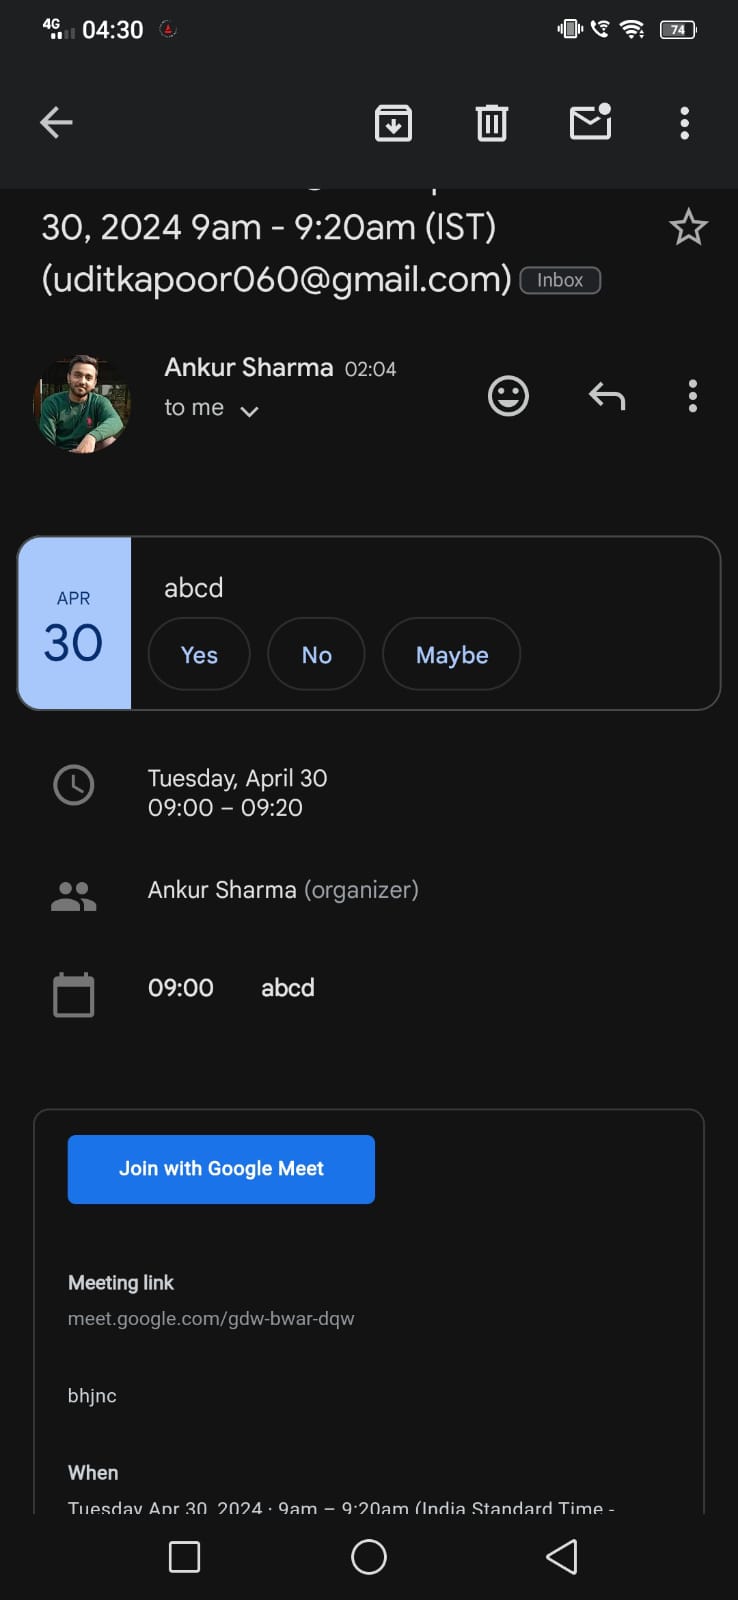 4G 04:30 74
30, 2024 9am - 9:20am (IST)
(uditkapoor060@gmail.com) Inbox
Ankur Sharma 02:04
to me
APR
30
abcd
Yes No Maybe
Tuesday, April 30
09:00 – 09:20
Ankur Sharma (organizer)
09:00 abcd
Join with Google Meet
Meeting link
meet.google.com/gdw-bwar-dqw
bhjnc
When
Tuesday Apr 30, 2024 · 9am – 9:20am (India Standard Time -